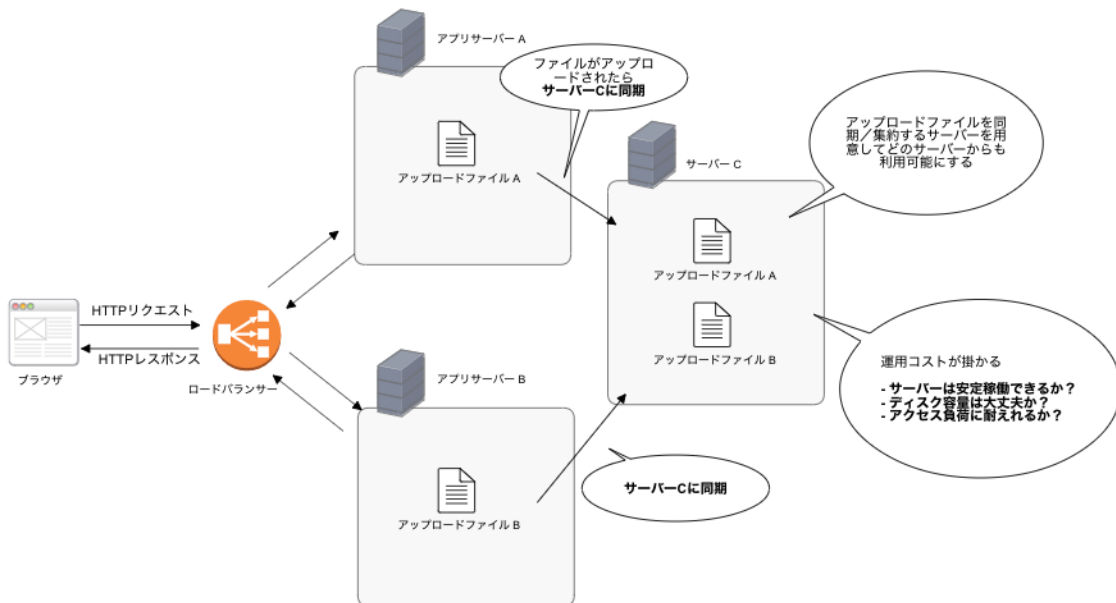 アプリサーバー A
ファイルがアップロ
ードされたら
サーバーCに同期
アップロードファイル A
サーバー C
アップロードファイルを同
期／集約するサーバーを用
意してどのサーバーからも
利用可能にする
アップロードファイル A
アップロードファイル B
HTTPリクエスト
HTTPレスポンス
ブラウザ
ロードバランサー
運用コストが掛かる
- サーバーは安定稼働できるか？
- ディスク容量は大丈夫か？
- アクセス負荷に耐えれるか？
アプリサーバー B
アップロードファイル B
サーバーCに同期